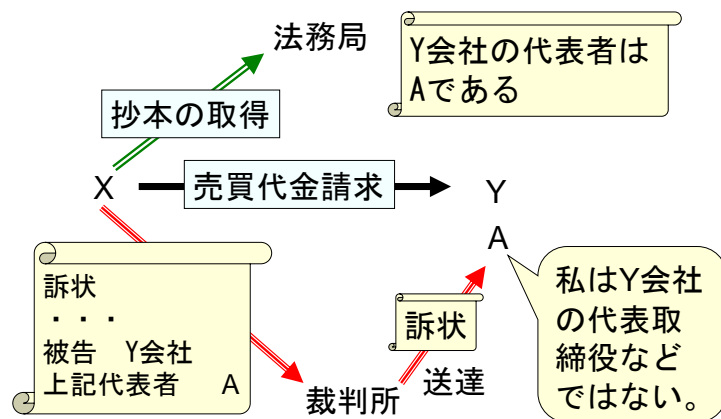 法務局
Y会社の代表者は
Aである
抄本の取得
X
売買代金請求
Y
A
訴状
・・・
被告 Y会社
上記代表者 A
訴状
私はY会社
の代表取
締役など
ではない。
裁判所
送達